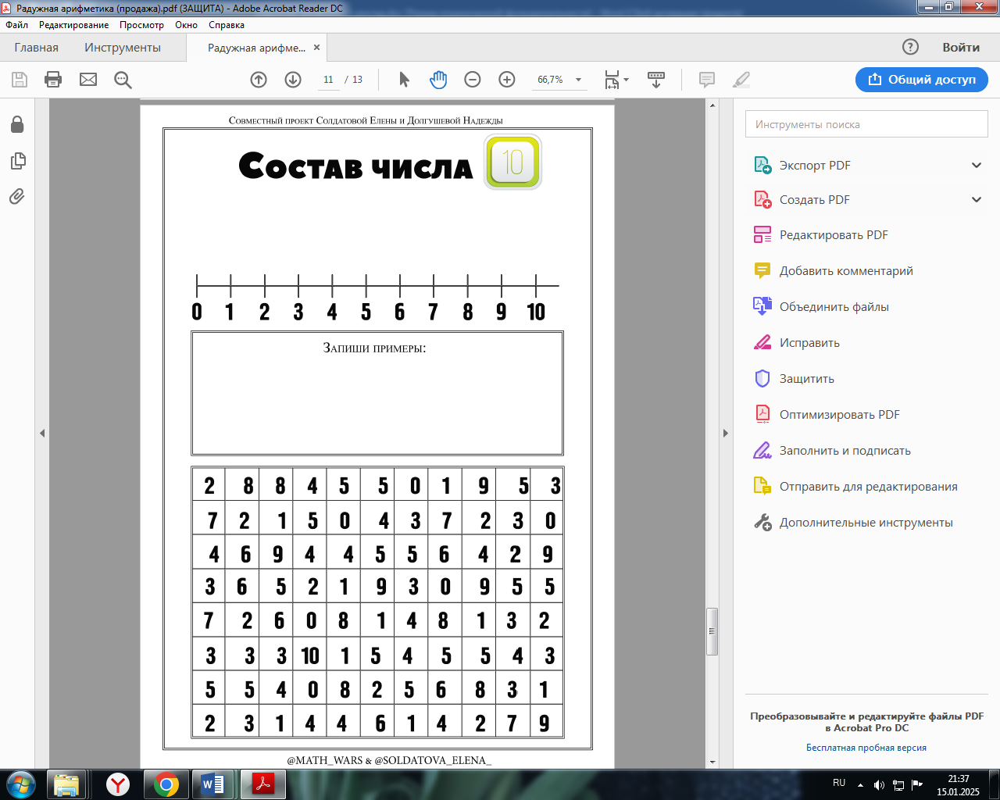 Радужная арифметика (продажа).pdf (ЗАЩИТА) - Adobe Acrobat Reader DC
Файл Редактирование Просмотр Окно Справка
Главная Инструменты Радужная арифме... × Войти
11 / 13 66,7% Общий доступ
Совместный проект Солдатовой Елены и Долгушевой Надежды
Состав числа 10
0 1 2 3 4 5 6 7 8 9 10
Запиши примеры:
2 8 8 4 5 5 0 1 9 5 3
7 2 1 5 0 4 3 7 2 3 0
4 6 9 4 4 5 5 6 4 2 9
3 6 5 2 1 9 3 0 9 5 5
7 2 6 0 8 1 4 8 1 3 2
3 3 3 10 1 5 4 5 5 4 3
5 5 4 0 8 2 5 6 8 3 1
2 3 1 4 4 6 1 4 2 7 9
@MATH_WARS & @SOLDATOVA_ELENA_
Инструменты поиска
Экспорт PDF
Создать PDF
Редактировать PDF
Добавить комментарий
Объединить файлы
Исправить
Защитить
Оптимизировать PDF
Заполнить и подписать
Отправить для редактирования
Дополнительные инструменты
Преобразовывайте и редактируйте файлы PDF
в Acrobat Pro DC
Бесплатная пробная версия
RU 21:37
15.01.2025